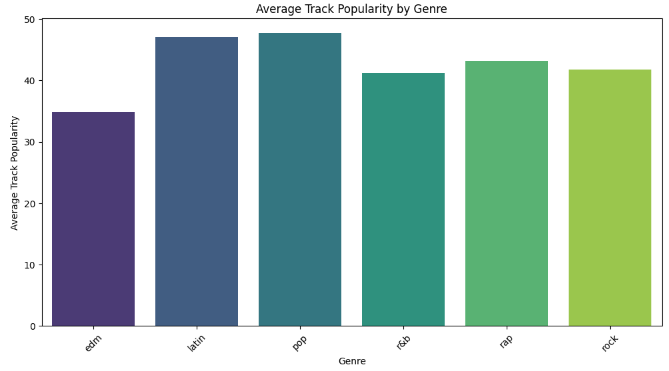 Average Track Popularity by Genre
Average Track Popularity
50
40
30
20
10
0
edm
latin
pop
r&b
rap
rock
Genre